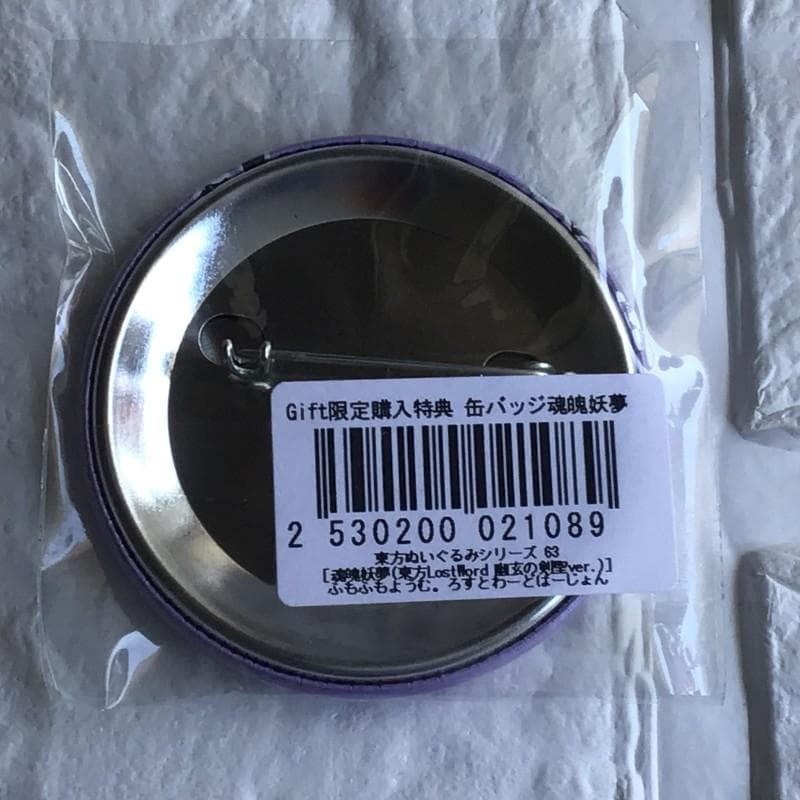 Gift限定購入特典 缶バッジ魂魄妖夢
2 530200 021089
東方ぬいぐるみシリーズ 63
[魂魄妖夢(東方LostWord 幽玄の剣聖ver.)]
ふもふもようむ。ろすとわーどばーじょん